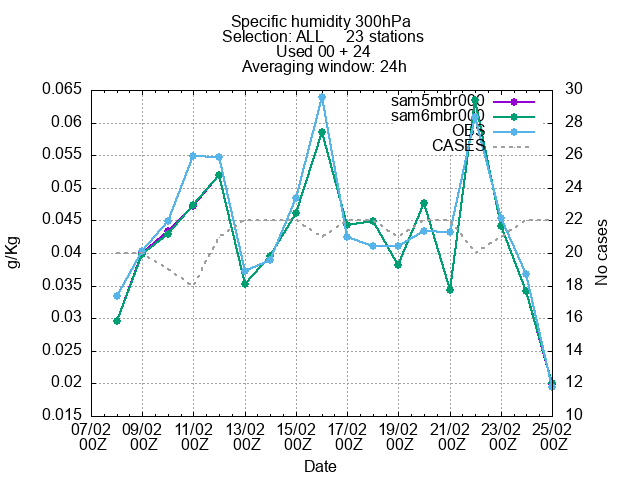 Specific humidity 300hPa
Selection: ALL 23 stations
Used 00 + 24
Averaging window: 24h
0.065
0.06
0.055
0.05
0.045
0.04
0.035
0.03
0.025
0.02
0.015
g/Kg
30
28
26
24
22
20
18
16
14
12
10
No cases
sam5mbr000
sam6mbr000
OBS
CASES
07/02 09/02 11/02 13/02 15/02 17/02 19/02 21/02 23/02 25/02
00Z 00Z 00Z 00Z 00Z 00Z 00Z 00Z 00Z 00Z
Date